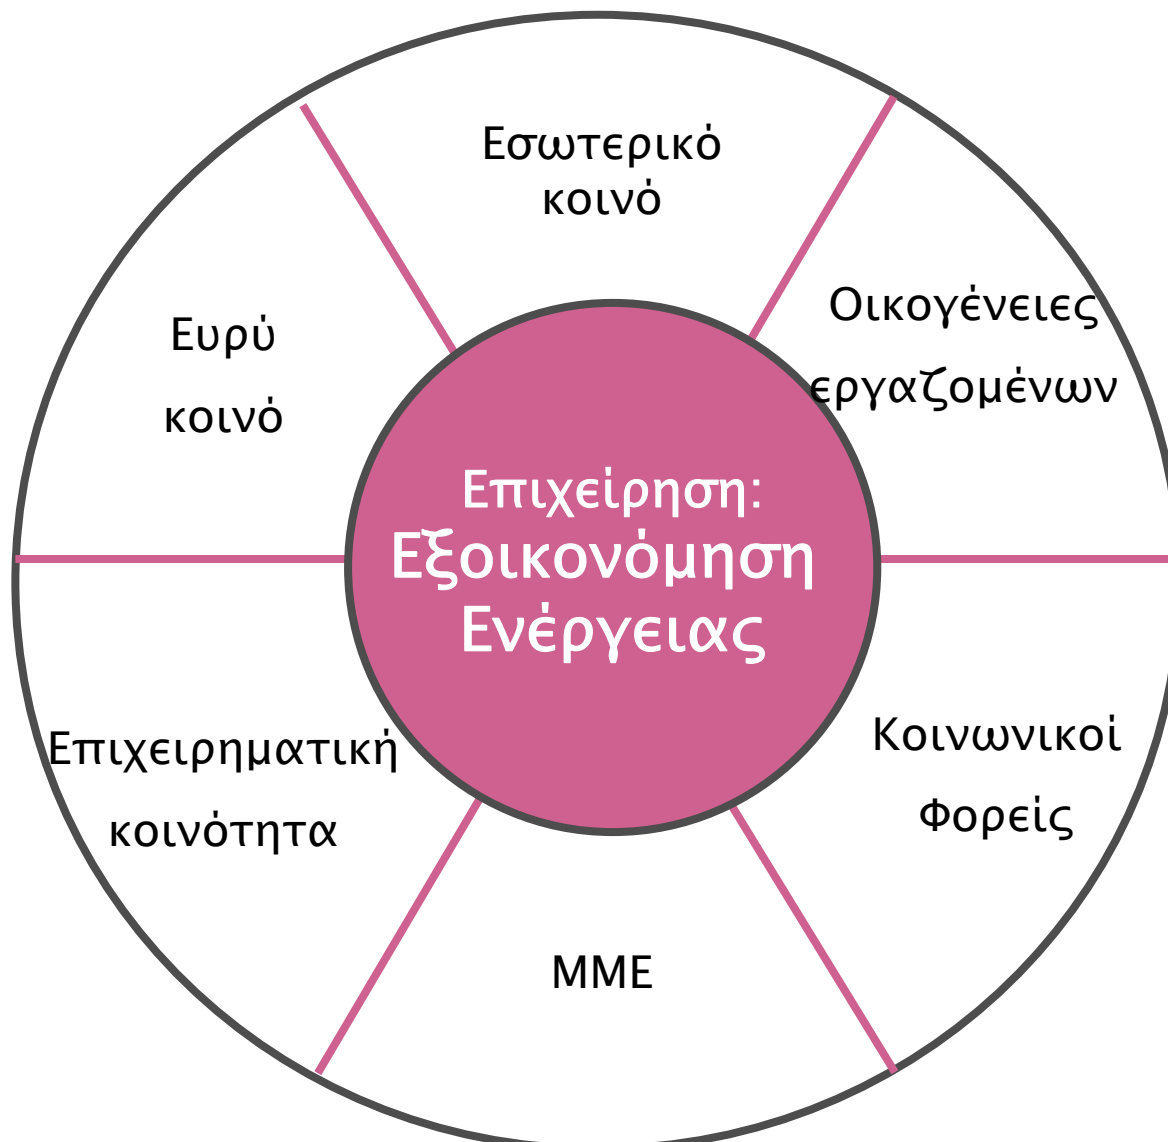 Εσωτερικό
κοινό
Οικογένειες
εργαζομένων
Ευρύ
κοινό
Επιχείρηση:
Εξοικονόμηση
Ενέργειας
Κοινωνικοί
Φορείς
Επιχειρηματική
κοινότητα
ΜΜΕ